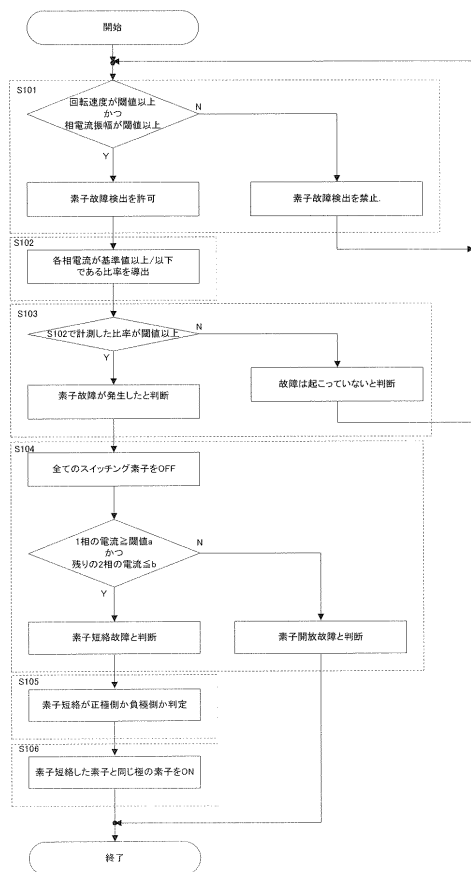 開始
S101
回転速度が閾値以上
かつ
相電流振幅が閾値以上
N
Y
素子故障検出を許可
素子故障検出を禁止.
S102
各相電流が基準値以上/以下
である比率を導出
S103
S102で計測した比率が閾値以上
N
Y
素子故障が発生したと判断
故障は起こっていないと判断
S104
全てのスイッチング素子をOFF
1相の電流≧閾値a
かつ
残りの2相の電流≦b
N
Y
素子短絡故障と判断
素子開放故障と判断
S105
素子短絡が正極側か負極側か判定
S106
素子短絡した素子と同じ極の素子をON
終了